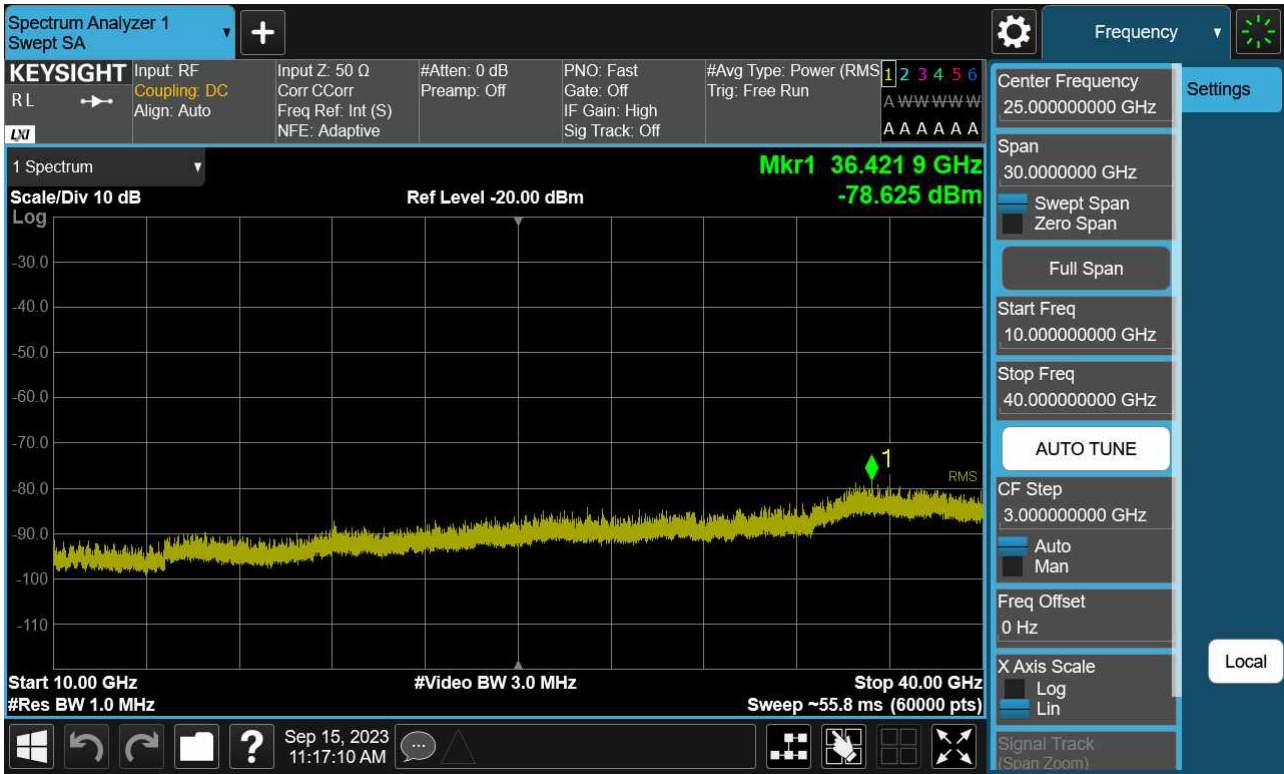 Spectrum Analyzer 1
Swept SA
+
Frequency
KEYSIGHT
RL
LXI
Input: RF
Coupling: DC
Align: Auto
Input Z: 50 Ω
Corr CCorr
Freq Ref: Int (S)
NFE: Adaptive
#Atten: 0 dB
Preamp: Off
PNO: Fast
Gate: Off
IF Gain: High
Sig Track: Off
#Avg Type: Power (RMS
Trig: Free Run
1 2 3 4 5 6
A W W W W W
A A A A A A
1 Spectrum
Mkr1 36.421 9 GHz
Scale/Div 10 dB
Ref Level -20.00 dBm
-78.625 dBm
Log
-30.0
-40.0
-50.0
-60.0
-70.0
-80.0
-90.0
-100
-110
1
RMS
Start 10.00 GHz
#Video BW 3.0 MHz
Stop 40.00 GHz
#Res BW 1.0 MHz
Sweep ~55.8 ms (60000 pts)
?
Sep 15, 2023
11:17:10 AM
Center Frequency
25.000000000 GHz
Span
30.0000000 GHz
Swept Span
Zero Span
Full Span
Start Freq
10.000000000 GHz
Stop Freq
40.000000000 GHz
AUTO TUNE
CF Step
3.000000000 GHz
Auto
Man
Freq Offset
0 Hz
X Axis Scale
Log
Lin
Signal Track
(Span Zoom)
Settings
Local